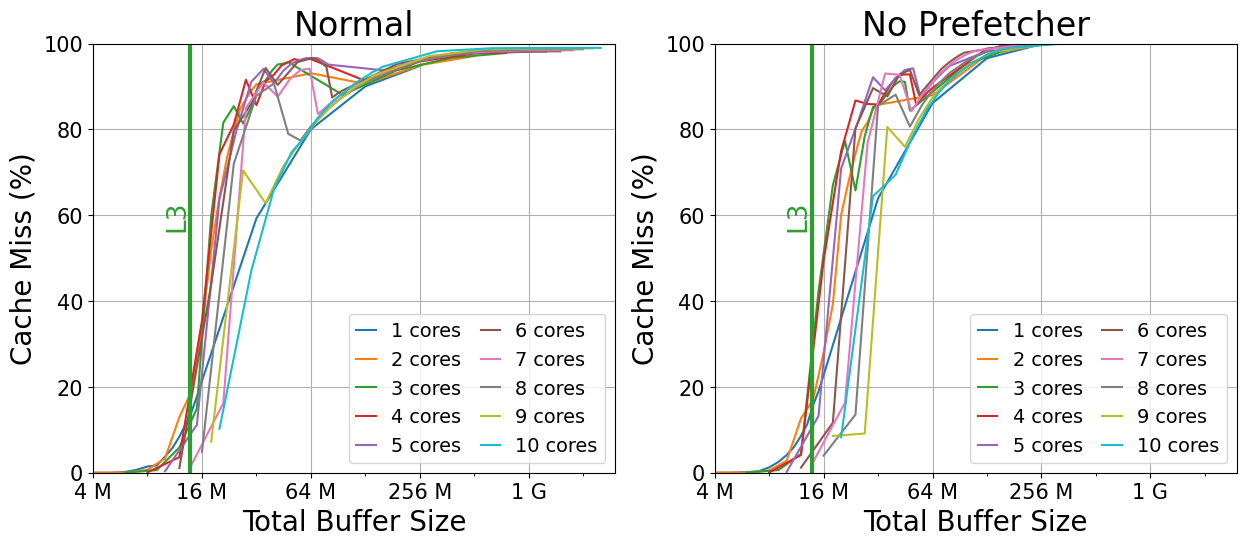 Normal
Cache Miss (%)
100
80
60
40
20
0
L3
1 cores
2 cores
3 cores
4 cores
5 cores
6 cores
7 cores
8 cores
9 cores
10 cores
4 M 16 M 64 M 256 M 1 G
Total Buffer Size
No Prefetcher
Cache Miss (%)
100
80
60
40
20
0
L3
1 cores
2 cores
3 cores
4 cores
5 cores
6 cores
7 cores
8 cores
9 cores
10 cores
4 M 16 M 64 M 256 M 1 G
Total Buffer Size